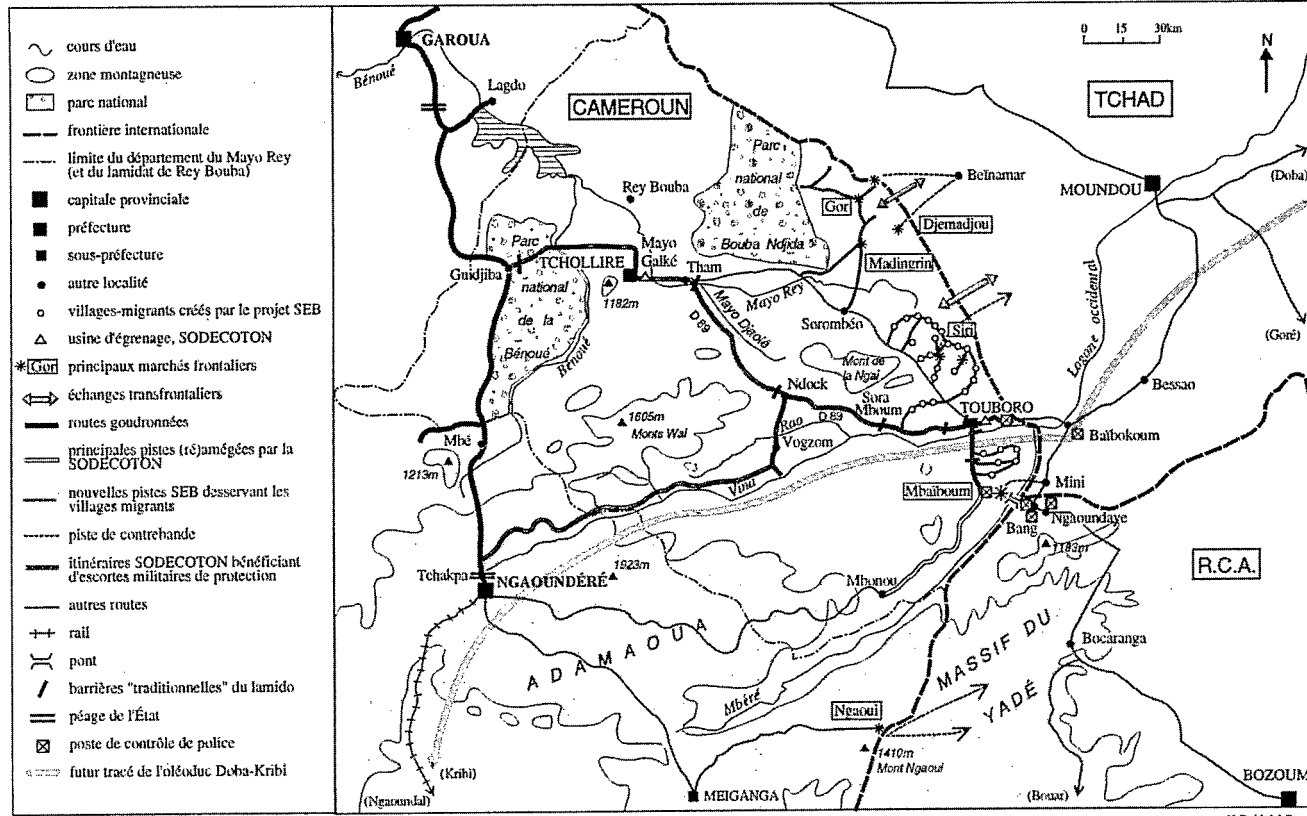 cours d'eau
zone montagneuse
parc national
frontière internationale
limite du département du Mayo Rey
(et du lamidat de Rey Bouba)
capitale provinciale
préfecture
sous-préfecture
autre localité
villages-migrants créés par le projet SEB
usine d'égrenage, SODECOTON
Gor principaux marchés frontaliers
échanges transfrontaliers
routes goudronnées
principales pistes (ré)amégées par la
SODECOTON
nouvelles pistes SEB desservant les
villages migrants
piste de contrebande
itinéraires SODECOTON bénéficiant
d'escortes militaires de protection
autres routes
rail
pont
barrières "traditionnelles" du lamido
péage de l'État
poste de contrôle de police
futur tracé de l'oléoduc Doba-Kribi
GAROUA
Bénoué
Lagdo
CAMEROUN
TCHAD
0 15 30km
N
Parc
national
de
Bouba Ndjida
Rey Bouba
Beïnamar
MOUNDOU
(Doba)
Gor
Djemadjou
Madingrin
Parc
national
de la
Bénoué
Guidjiba
TCHOLLIRE
Mayo
Galké
Tham
1182m
Mayo Rey
Mayo Djaoïé
D 89
Bénoué
Sorombéo
Siri
Logone occidental
(Goré)
Mont de
la Ngai
Bessao
Ndock
Sora
Mboum
D 89
TOUBORO
Baïbokoum
1605m
Monts Wal
Rao
Vogzom
Mbé
1213m
Vina
Mbaïboum
Mini
Bang
Ngaoundaye
1183m
R.C.A.
Tchakpa
NGAOUNDÉRÉ
1923m
Mbonou
Bocaranga
ADAMAOUA
MASSIF DU
YADÉ
Mbéré
Ngaoui
1410m
Mont Ngaoui
(Kribi)
(Ngaoundal)
MEIGANGA
(Bouar)
BOZOUM